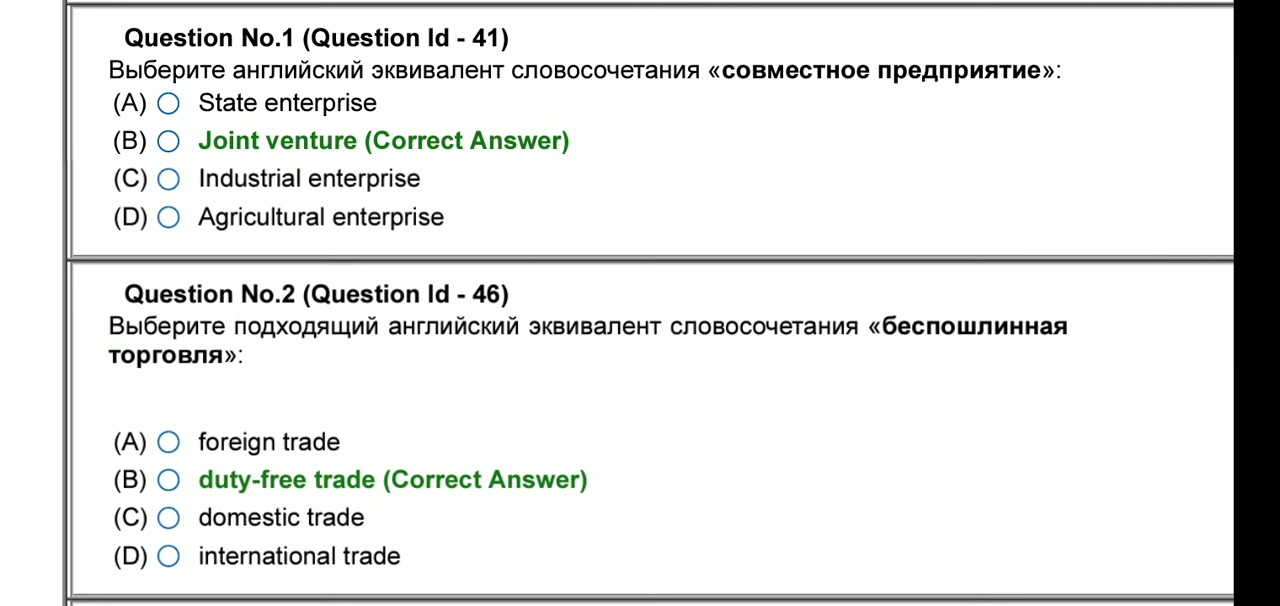 Question No.1 (Question Id - 41)
Выберите английский эквивалент словосочетания «совместное предприятие»:
(A) State enterprise
(B) Joint venture (Correct Answer)
(C) Industrial enterprise
(D) Agricultural enterprise
Question No.2 (Question Id - 46)
Выберите подходящий английский эквивалент словосочетания «беспошлинная
торговля»:
(A) foreign trade
(B) duty-free trade (Correct Answer)
(C) domestic trade
(D) international trade